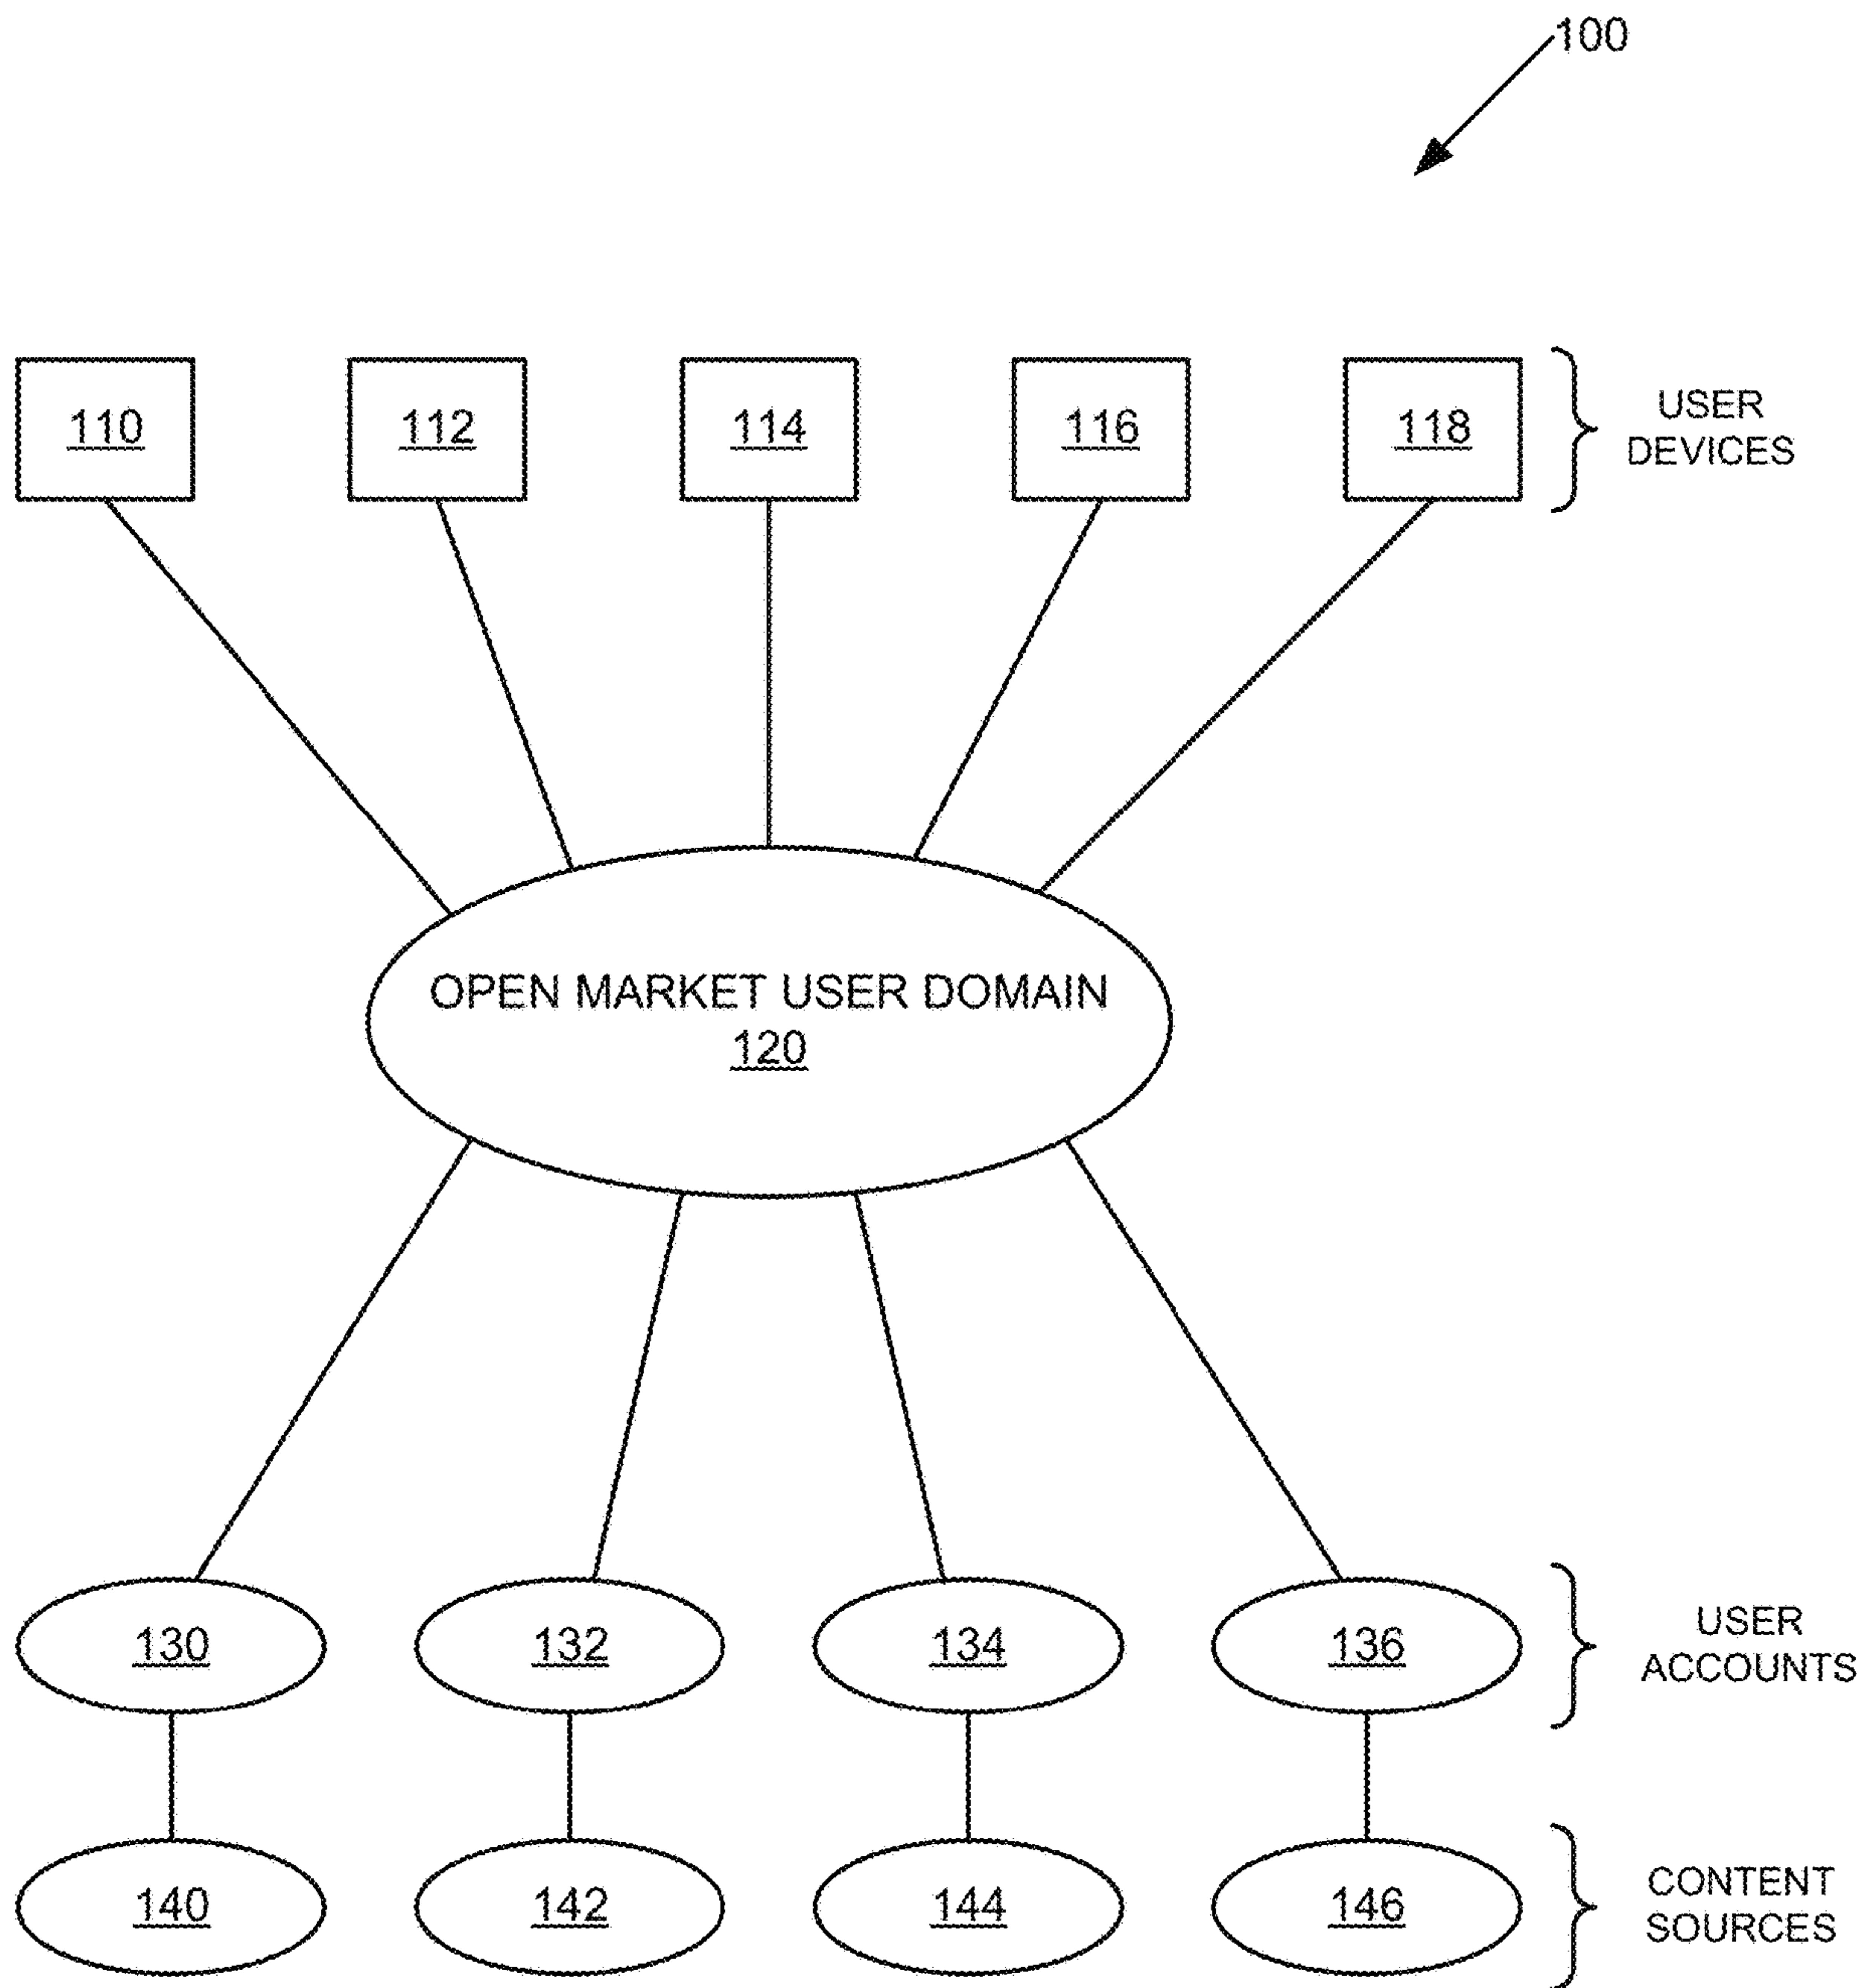 100
110 112 114 116 118
USER
DEVICES
OPEN MARKET USER DOMAIN
120
130 132 134 136
USER
ACCOUNTS
140 142 144 146
CONTENT
SOURCES